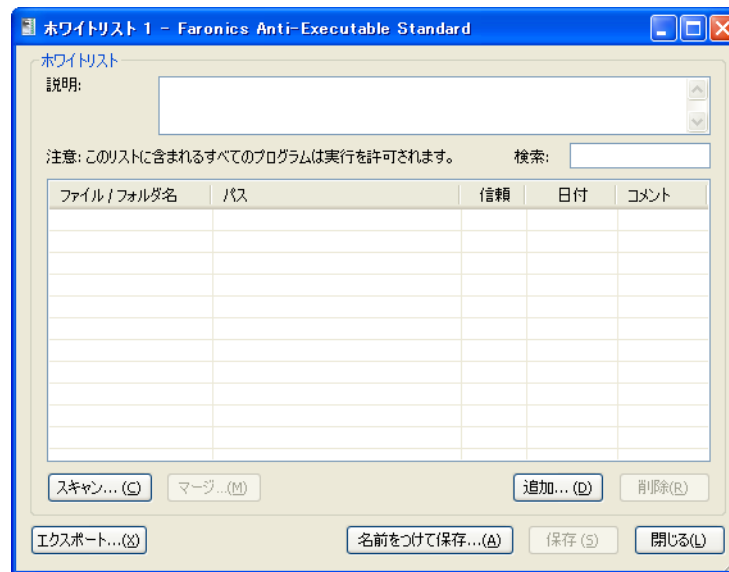 ホワイトリスト 1 - Faronics Anti-Executable Standard
ホワイトリスト
説明:
注意: このリストに含まれるすべてのプログラムは実行を許可されます。 検索:
ファイル / フォルダ名 パス 信頼 日付 コメント
スキャン... (C) マージ...(M) 追加... (D) 削除(R)
エクスポート...(X) 名前をつけて保存...(A) 保存 (S) 閉じる(L)